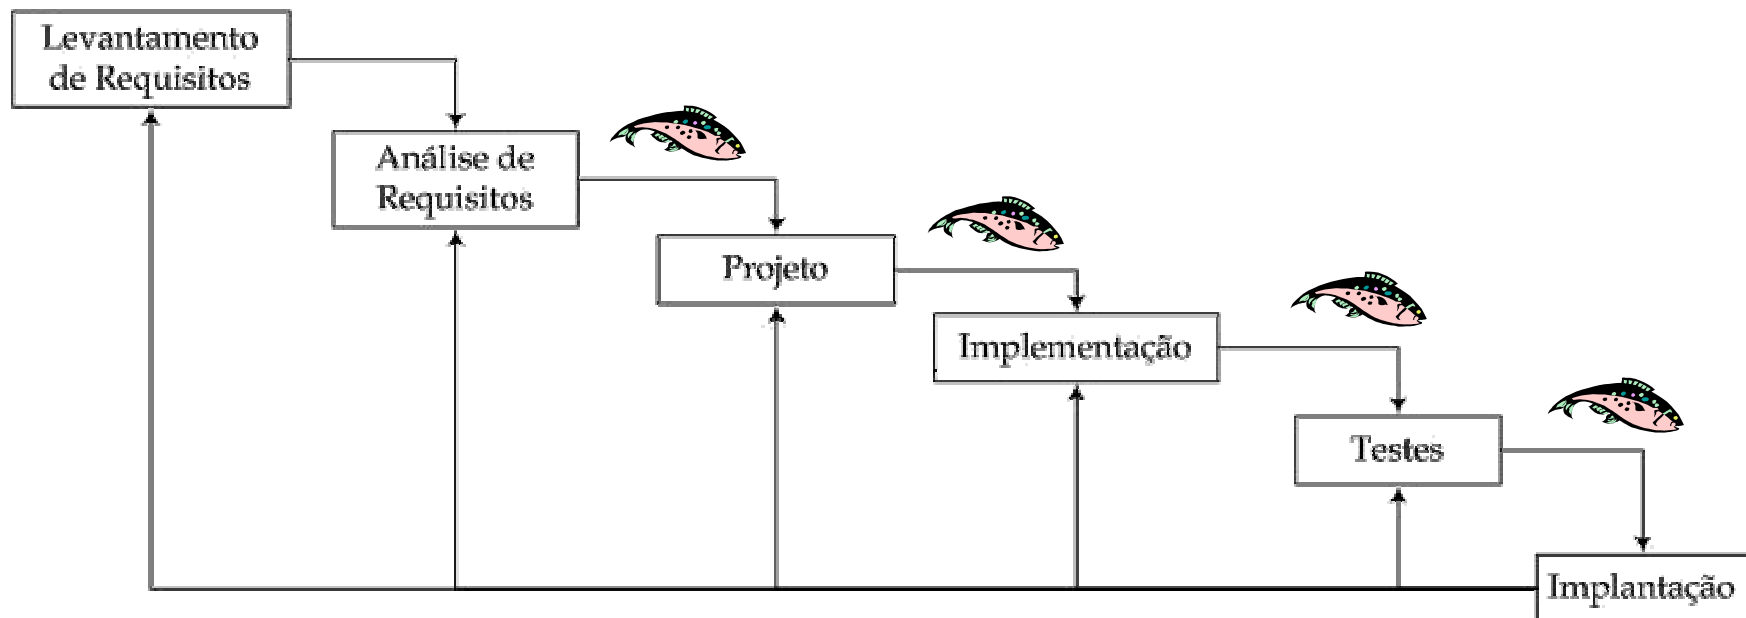 Levantamento
de Requisitos
Análise de
Requisitos
Projeto
Implementação
Testes
Implantação